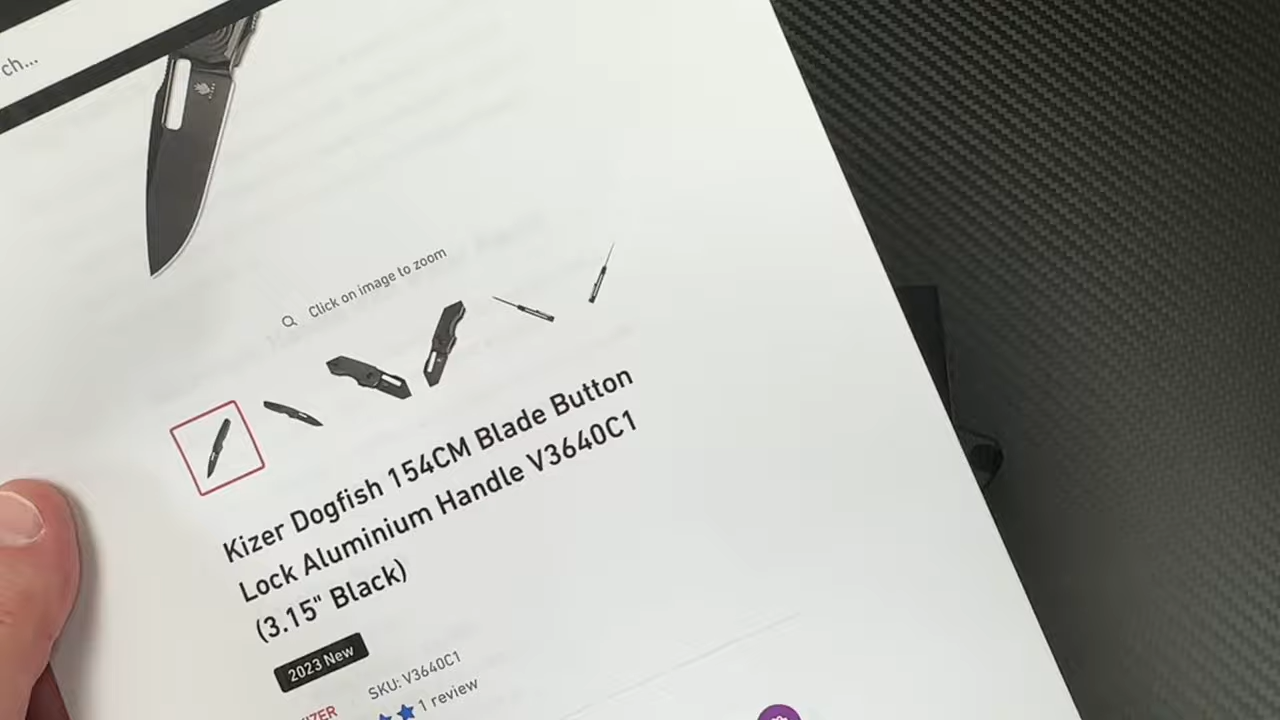 ch...
Click on image to zoom
Kizer Dogfish 154CM Blade Button
Lock Aluminium Handle V3640C1
(3.15" Black)
2023 New
SKU: V3640C1
IZER
1 review